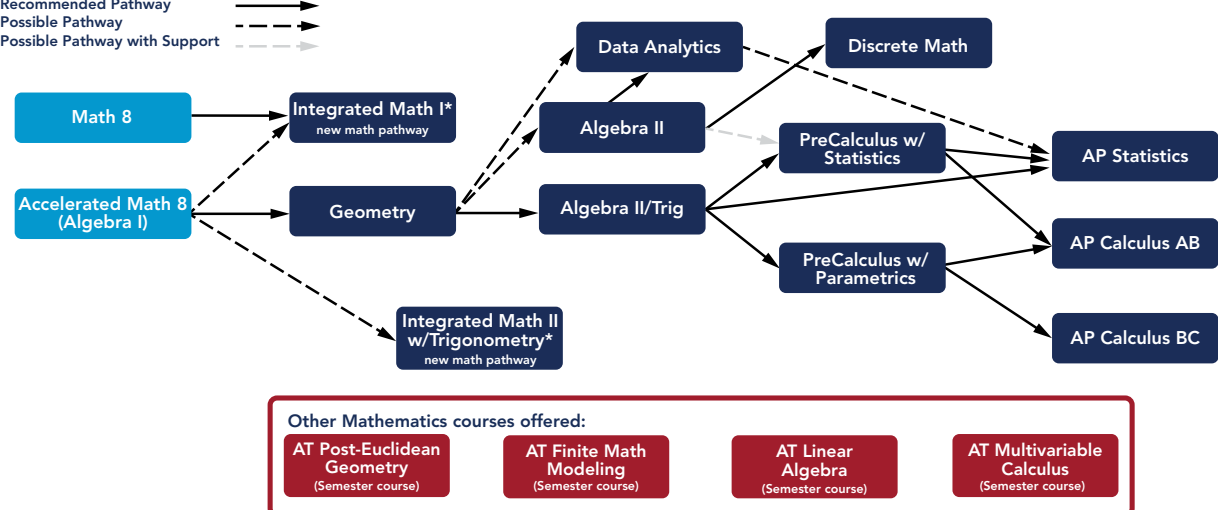 Recommended Pathway
Possible Pathway
Possible Pathway with Support
Data Analytics
Discrete Math
Math 8
Integrated Math I*
new math pathway
Algebra II
PreCalculus w/
Statistics
AP Statistics
Accelerated Math 8
(Algebra I)
Geometry
Algebra II/Trig
AP Calculus AB
PreCalculus w/
Parametrics
Integrated Math II
w/Trigonometry*
new math pathway
AP Calculus BC
Other Mathematics courses offered:
AT Post-Euclidean
Geometry
(Semester course)
AT Finite Math
Modeling
(Semester course)
AT Linear
Algebra
(Semester course)
AT Multivariable
Calculus
(Semester course)